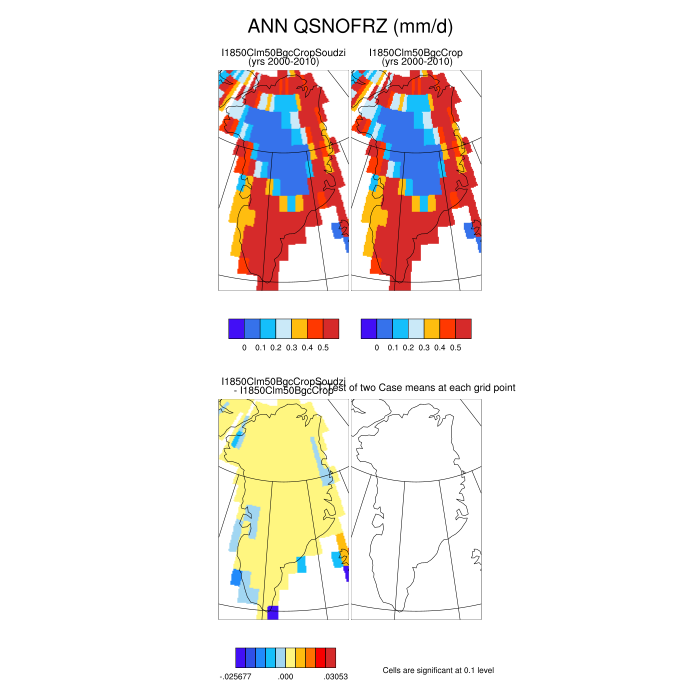 ANN QSNOFRZ (mm/d)
I1850Clm50BgcCropSoudzi
(yrs 2000-2010)
I1850Clm50BgcCrop
(yrs 2000-2010)
0 0.1 0.2 0.3 0.4 0.5
0 0.1 0.2 0.3 0.4 0.5
I1850Clm50BgcCropSoudzi
- I1850Clm50BgcCrop
Test of two Case means at each grid point
-.025677 .000 .03053
Cells are significant at 0.1 level